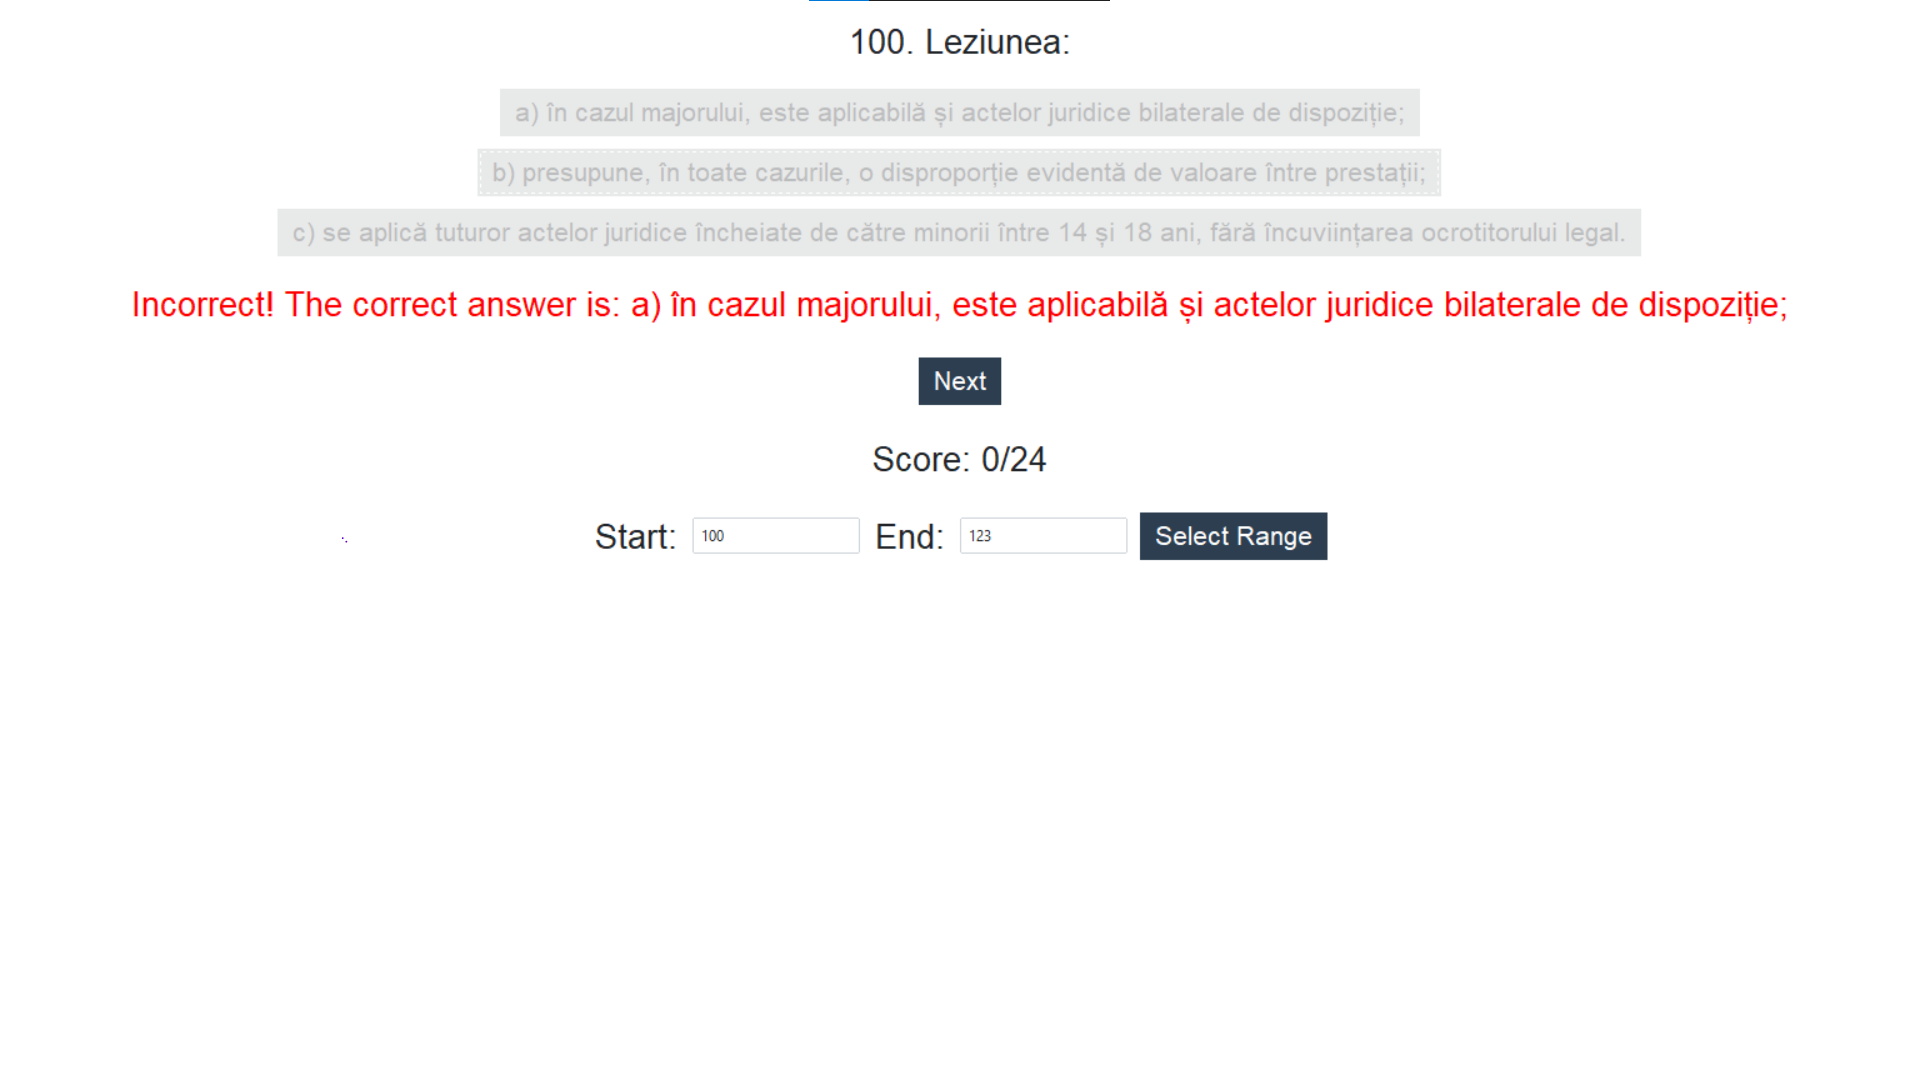 100. Leziunea:
a) în cazul majorului, este aplicabilă și actelor juridice bilaterale de dispoziție;
b) presupune, în toate cazurile, o disproporție evidentă de valoare între prestații;
c) se aplică tuturor actelor juridice încheiate de către minorii între 14 și 18 ani, fără încuviințarea ocrotitorului legal.
Incorrect! The correct answer is: a) în cazul majorului, este aplicabilă și actelor juridice bilaterale de dispoziție;
Next
Score: 0/24
Start: 100 End: 123 Select Range